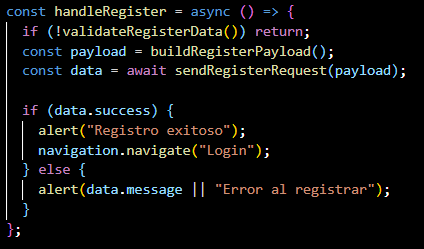 const handleRegister = async () => {
  if (!validateRegisterData()) return;
  const payload = buildRegisterPayload();
  const data = await sendRegisterRequest(payload);

  if (data.success) {
    alert("Registro exitoso");
    navigation.navigate("Login");
  } else {
    alert(data.message || "Error al registrar");
  }
};